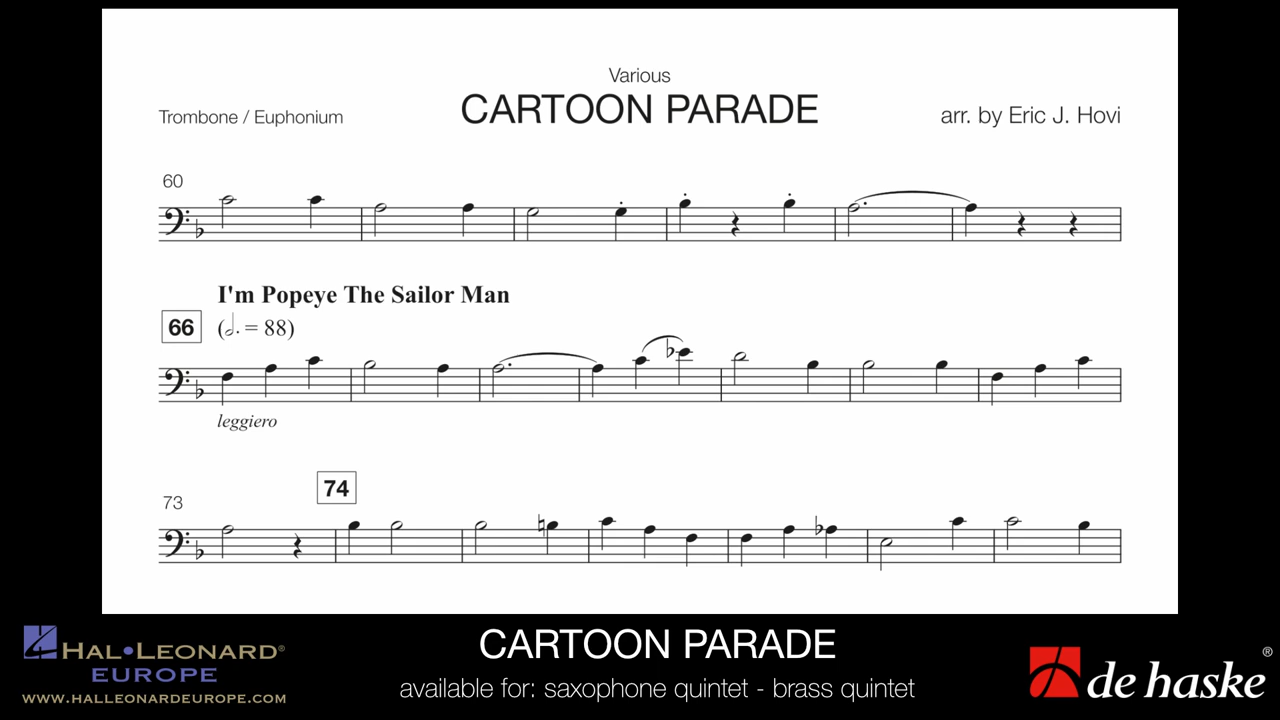 Various
CARTOON PARADE
Trombone / Euphonium
arr. by Eric J. Hovi
60
I'm Popeye The Sailor Man
66 (𝅗𝅥. = 88)
leggiero
73
74
HAL•LEONARD®
EUROPE
WWW.HALLEONARDEUROPE.COM
CARTOON PARADE
available for: saxophone quintet - brass quintet
de haske®